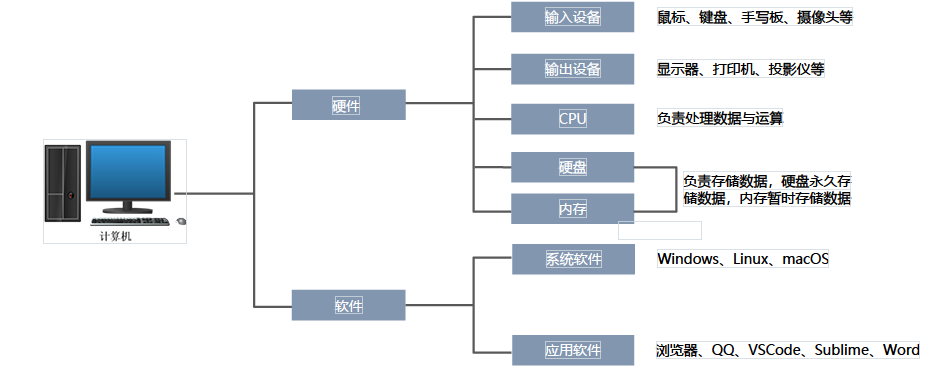 输入设备 鼠标、键盘、手写板、摄像头等
输出设备 显示器、打印机、投影仪等
硬件
CPU 负责处理数据与运算
硬盘
负责存储数据，硬盘永久存
储数据，内存暂时存储数据
内存
计算机
系统软件 Windows、Linux、macOS
软件
应用软件 浏览器、QQ、VSCode、Sublime、Word